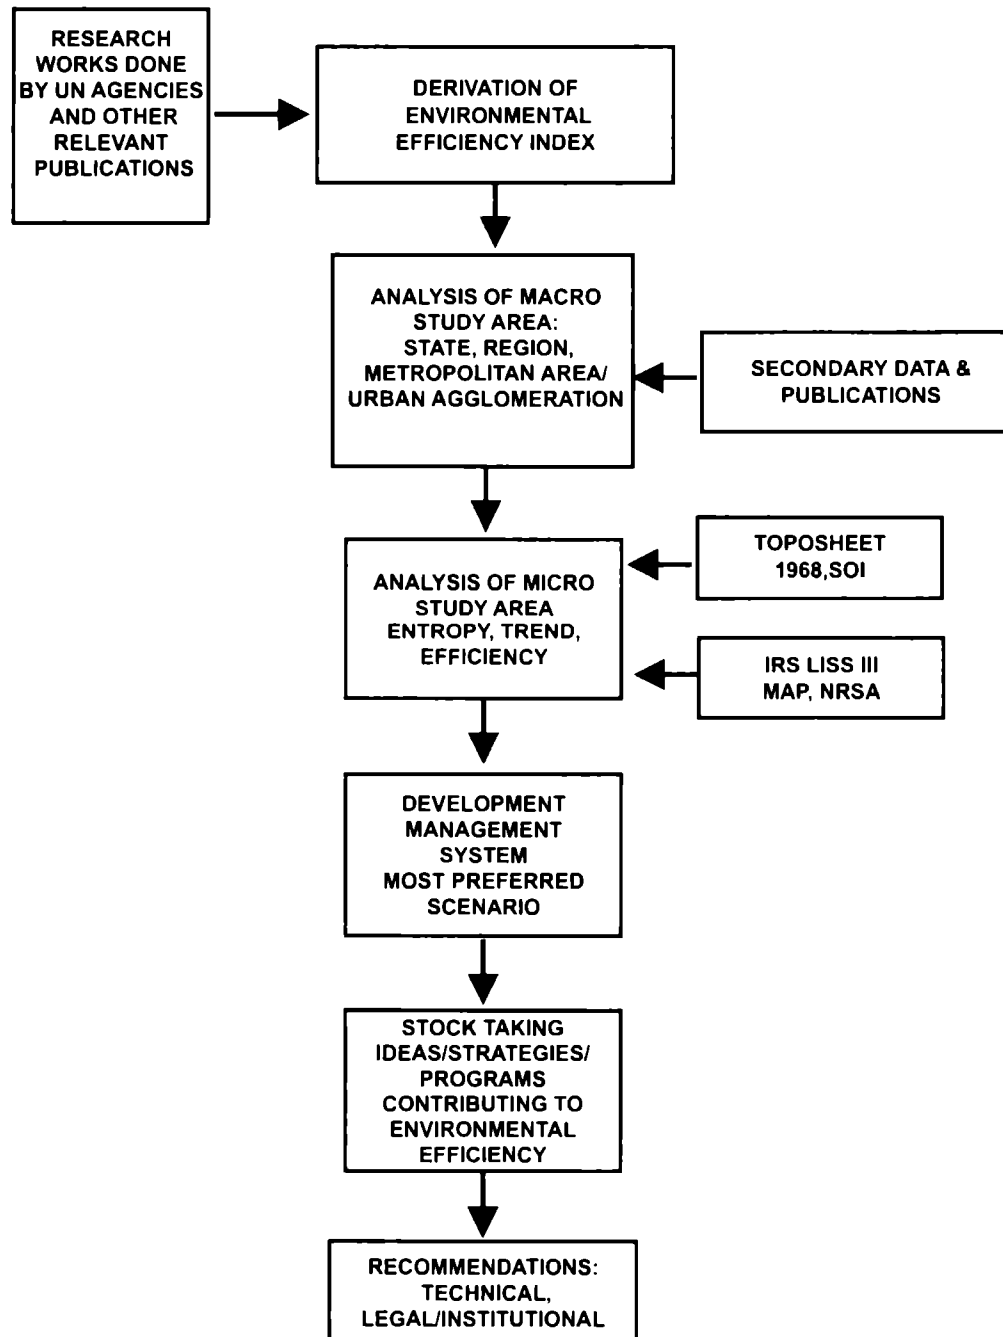 RESEARCH
WORKS DONE
BY UN AGENCIES
AND OTHER
RELEVANT
PUBLICATIONS
DERIVATION OF
ENVIRONMENTAL
EFFICIENCY INDEX
ANALYSIS OF MACRO
STUDY AREA:
STATE, REGION,
METROPOLITAN AREA/
URBAN AGGLOMERATION
SECONDARY DATA &
PUBLICATIONS
ANALYSIS OF MICRO
STUDY AREA
ENTROPY, TREND,
EFFICIENCY
TOPOSHEET
1968,SOI
IRS LISS III
MAP, NRSA
DEVELOPMENT
MANAGEMENT
SYSTEM
MOST PREFERRED
SCENARIO
STOCK TAKING
IDEAS/STRATEGIES/
PROGRAMS
CONTRIBUTING TO
ENVIRONMENTAL
EFFICIENCY
RECOMMENDATIONS:
TECHNICAL,
LEGAL/INSTITUTIONAL